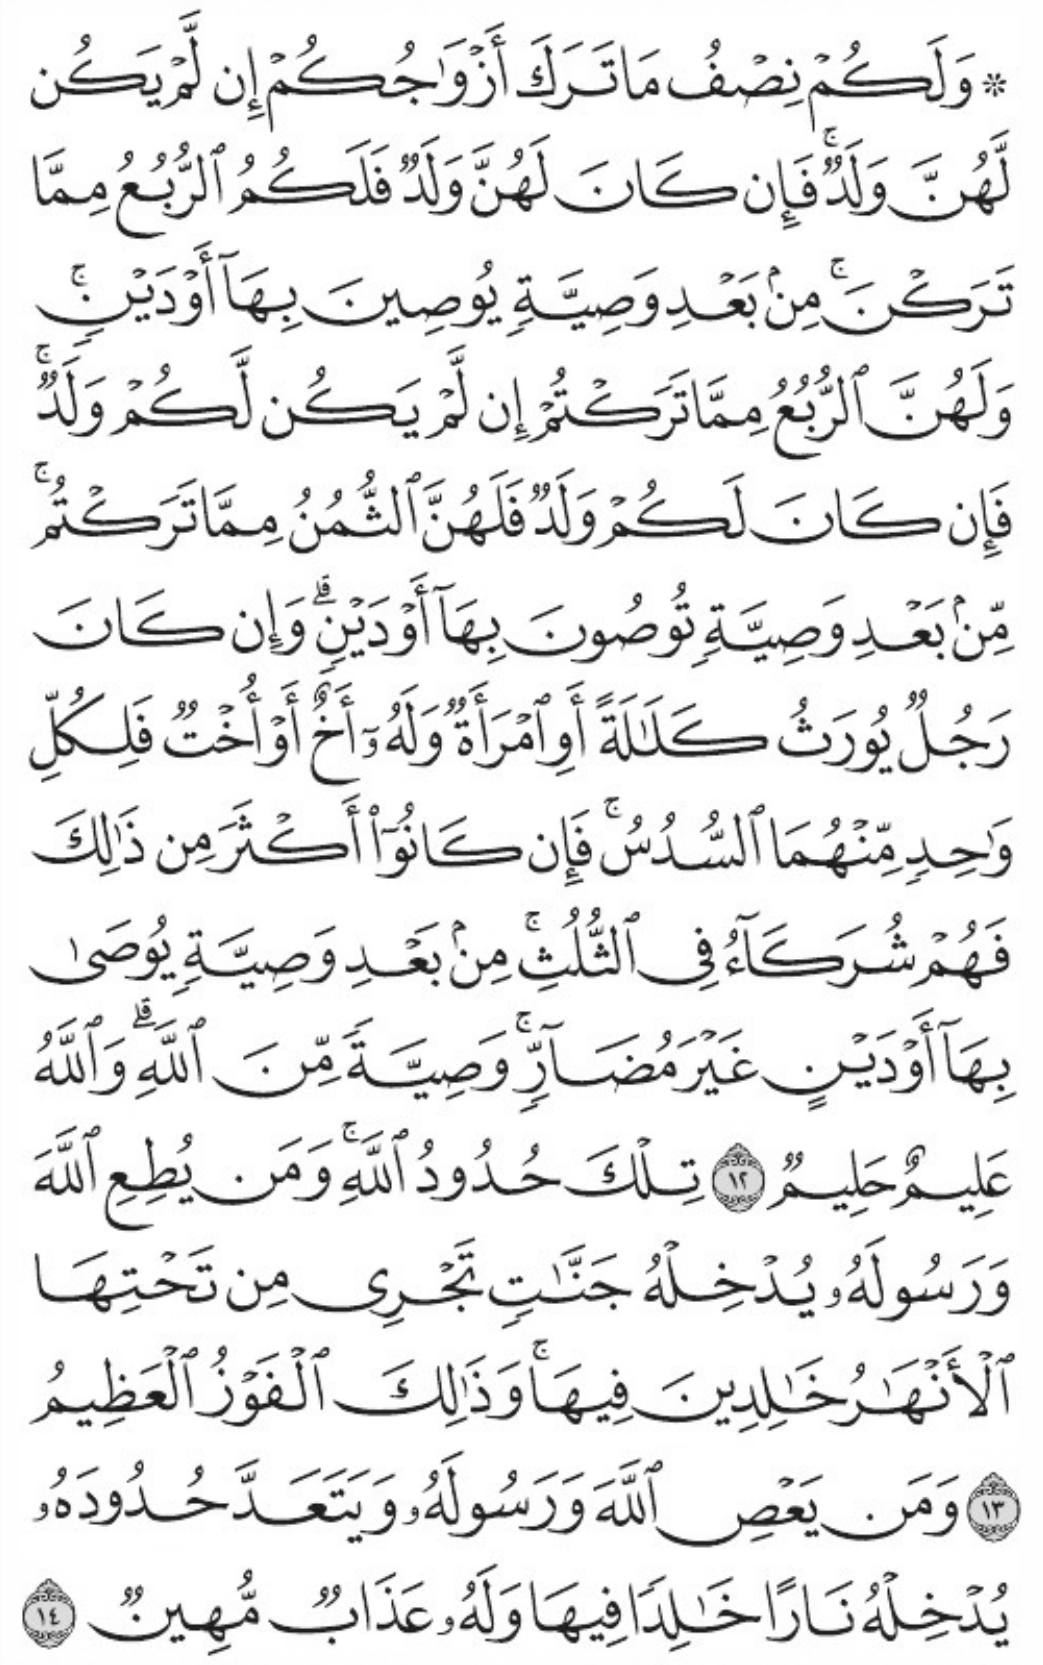 * وَلَكُمۡ نِصۡفُ مَا تَرَكَ أَزۡوَٰجُكُمۡ إِن لَّمۡ يَكُن
لَّهُنَّ وَلَدٞۚ فَإِن كَانَ لَهُنَّ وَلَدٞ فَلَكُمُ ٱلرُّبُعُ مِمَّا
تَرَكۡنَۚ مِنۢ بَعۡدِ وَصِيَّةٖ يُوصِينَ بِهَآ أَوۡ دَيۡنٖۚ
وَلَهُنَّ ٱلرُّبُعُ مِمَّا تَرَكۡتُمۡ إِن لَّمۡ يَكُن لَّكُمۡ وَلَدٞۚ
فَإِن كَانَ لَكُمۡ وَلَدٞ فَلَهُنَّ ٱلثُّمُنُ مِمَّا تَرَكۡتُمۚ
مِّنۢ بَعۡدِ وَصِيَّةٖ تُوصُونَ بِهَآ أَوۡ دَيۡنٖۗ وَإِن كَانَ
رَجُلٞ يُورَثُ كَلَٰلَةً أَوِ ٱمۡرَأَةٞ وَلَهُۥٓ أَخٌ أَوۡ أُخۡتٞ فَلِكُلِّ
وَٰحِدٖ مِّنۡهُمَا ٱلسُّدُسُۚ فَإِن كَانُوٓاْ أَكۡثَرَ مِن ذَٰلِكَ
فَهُمۡ شُرَكَآءُ فِي ٱلثُّلُثِۚ مِنۢ بَعۡدِ وَصِيَّةٖ يُوصَىٰ
بِهَآ أَوۡ دَيۡنٍ غَيۡرَ مُضَآرّٖۚ وَصِيَّةٗ مِّنَ ٱللَّهِۗ وَٱللَّهُ
عَلِيمٌ حَلِيمٞ ١٢ تِلۡكَ حُدُودُ ٱللَّهِۚ وَمَن يُطِعِ ٱللَّهَ
وَرَسُولَهُۥ يُدۡخِلۡهُ جَنَّٰتٖ تَجۡرِي مِن تَحۡتِهَا
ٱلۡأَنۡهَٰرُ خَٰلِدِينَ فِيهَاۚ وَذَٰلِكَ ٱلۡفَوۡزُ ٱلۡعَظِيمُ
١٣ وَمَن يَعۡصِ ٱللَّهَ وَرَسُولَهُۥ وَيَتَعَدَّ حُدُودَهُۥ
يُدۡخِلۡهُ نَارًا خَٰلِدٗا فِيهَا وَلَهُۥ عَذَابٞ مُّهِينٞ ١٤